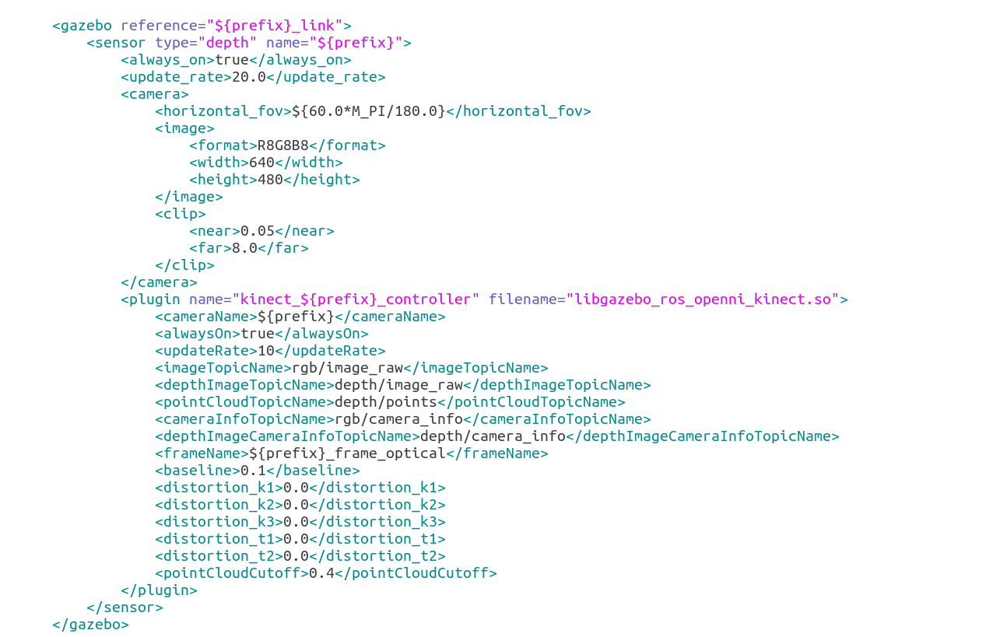 <gazebo reference="${prefix}_link">
<sensor type="depth" name="${prefix}">
<always_on>true</always_on>
<update_rate>20.0</update_rate>
<camera>
<horizontal_fov>${60.0*M_PI/180.0}</horizontal_fov>
<image>
<format>R8G8B8</format>
<width>640</width>
<height>480</height>
</image>
<clip>
<near>0.05</near>
<far>8.0</far>
</clip>
</camera>
<plugin name="kinect_${prefix}_controller" filename="libgazebo_ros_openni_kinect.so">
<cameraName>${prefix}</cameraName>
<alwaysOn>true</alwaysOn>
<updateRate>10</updateRate>
<imageTopicName>rgb/image_raw</imageTopicName>
<depthImageTopicName>depth/image_raw</depthImageTopicName>
<pointCloudTopicName>depth/points</pointCloudTopicName>
<cameraInfoTopicName>rgb/camera_info</cameraInfoTopicName>
<depthImageCameraInfoTopicName>depth/camera_info</depthImageCameraInfoTopicName>
<frameName>${prefix}_frame_optical</frameName>
<baseline>0.1</baseline>
<distortion_k1>0.0</distortion_k1>
<distortion_k2>0.0</distortion_k2>
<distortion_k3>0.0</distortion_k3>
<distortion_t1>0.0</distortion_t1>
<distortion_t2>0.0</distortion_t2>
<pointCloudCutoff>0.4</pointCloudCutoff>
</plugin>
</sensor>
</gazebo>